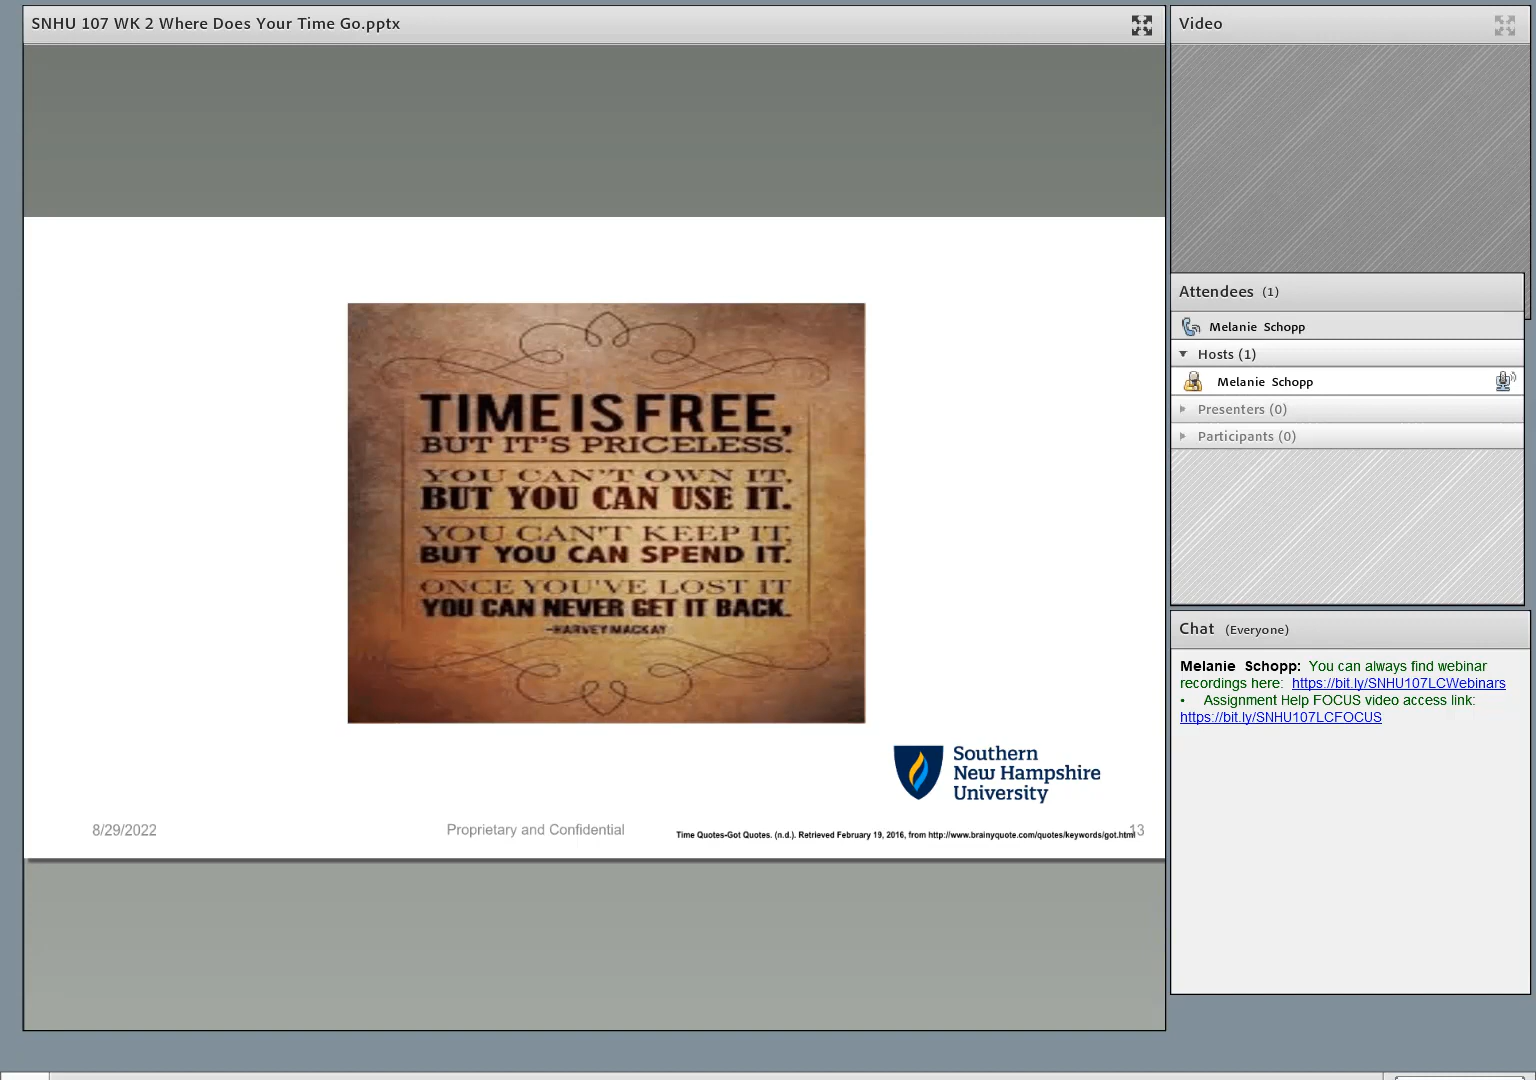 SNHU 107 WK 2 Where Does Your Time Go.pptx
TIME IS FREE,
BUT IT'S PRICELESS.
YOU CAN'T OWN IT,
BUT YOU CAN USE IT.
YOU CAN'T KEEP IT,
BUT YOU CAN SPEND IT.
ONCE YOU'VE LOST IT
YOU CAN NEVER GET IT BACK.
-HARVEY MACKAY
Southern
New Hampshire
University
8/29/2022
Proprietary and Confidential
Time Quotes-Got Quotes. (n.d.). Retrieved February 19, 2016, from http://www.brainyquote.com/quotes/keywords/got.html
13
Video
Attendees (1)
Melanie Schopp
Hosts (1)
Melanie Schopp
Presenters (0)
Participants (0)
Chat (Everyone)
Melanie Schopp: You can always find webinar
recordings here: https://bit.ly/SNHU107LCWebinars
• Assignment Help FOCUS video access link:
https://bit.ly/SNHU107LCFOCUS